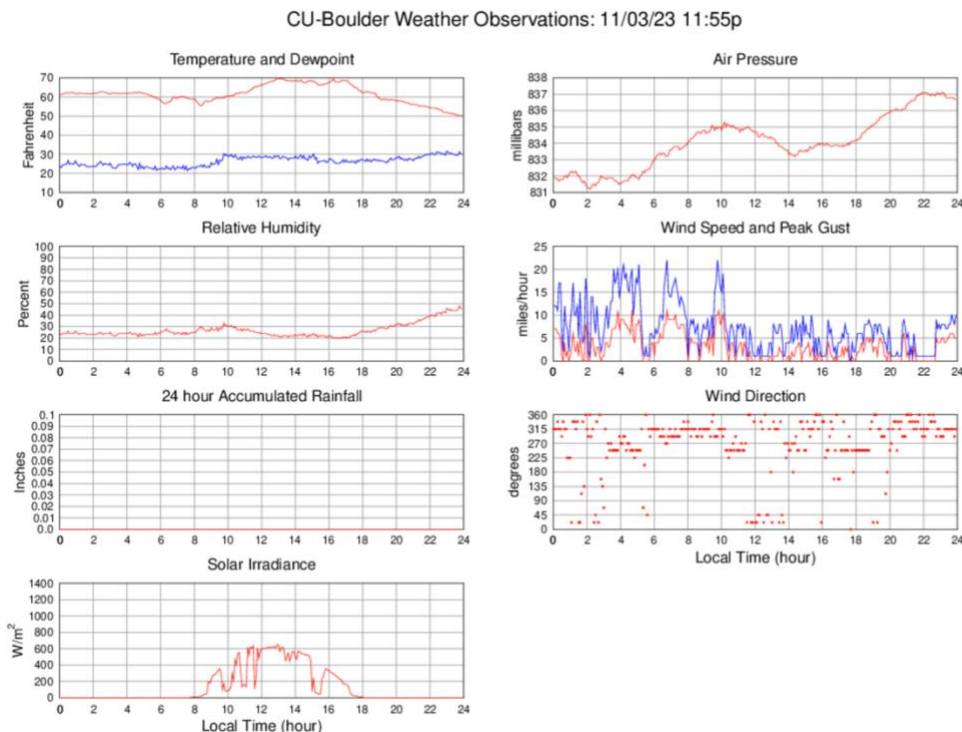 CU-Boulder Weather Observations: 11/03/23 11:55p
Temperature and Dewpoint
Fahrenheit
70
60
50
40
30
20
10
0 2 4 6 8 10 12 14 16 18 20 22 24
Air Pressure
millibars
838
837
836
835
834
833
832
831
0 2 4 6 8 10 12 14 16 18 20 22 24
Relative Humidity
Percent
100
90
80
70
60
50
40
30
20
10
0
0 2 4 6 8 10 12 14 16 18 20 22 24
Wind Speed and Peak Gust
miles/hour
25
20
15
10
5
0
0 2 4 6 8 10 12 14 16 18 20 22 24
24 hour Accumulated Rainfall
Inches
0.1
0.09
0.08
0.07
0.06
0.05
0.04
0.03
0.02
0.01
0.0
0 2 4 6 8 10 12 14 16 18 20 22 24
Wind Direction
degrees
360
315
270
225
180
135
90
45
0
0 2 4 6 8 10 12 14 16 18 20 22 24
Local Time (hour)
Solar Irradiance
W/m²
1400
1200
1000
800
600
400
200
0
0 2 4 6 8 10 12 14 16 18 20 22 24
Local Time (hour)